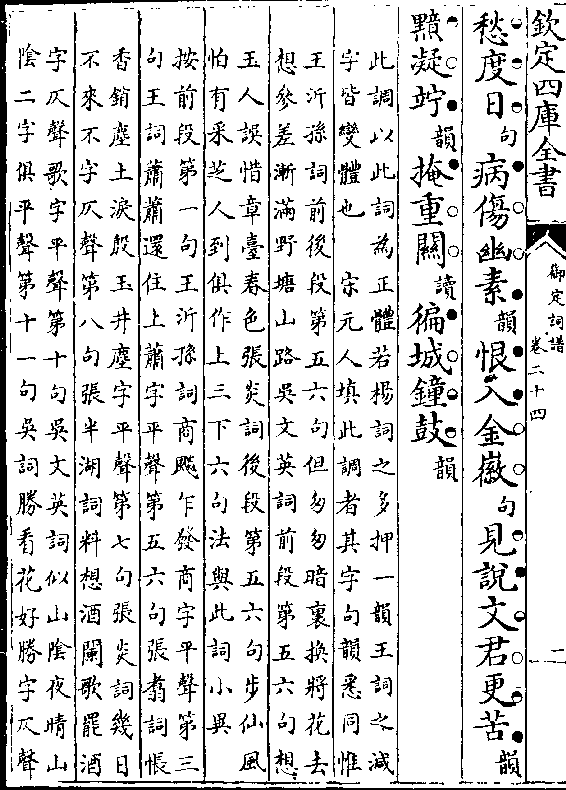 欽定四庫全書
御定詞譜
卷二十四
二
愁度日句病傷幽素韻恨入金徽句見說文君更苦韻
黯凝竚韻掩重關讀徧城鐘鼓韻
此調以此詞為正體若楊詞之多押一韻王詞之減
字皆變體也　宋元人填此調者其字句韻悉同惟
王沂孫詞前後段第五六句但匆匆暗裏換將花去
想參差漸滿野塘山路吳文英詞前段第五六句想
玉人誤惜章臺春色張炎詞後段第五六句步仙風
怕有采芝人到俱作上三下六句法與此詞小異
按前段第一句王沂孫詞商飈乍發商字平聲第三
句王詞蕭蕭還住上蕭字平聲第五六句張翥詞悵
香銷塵土淚殷玉井塵字平聲第七句張炎詞幾日
不來不字仄聲第八句張半湖詞料想酒闌歌罷酒
字仄聲歌字平聲第十句吳文英詞似山陰夜晴山
陰二字俱平聲第十一句吳詞勝看花好勝字仄聲